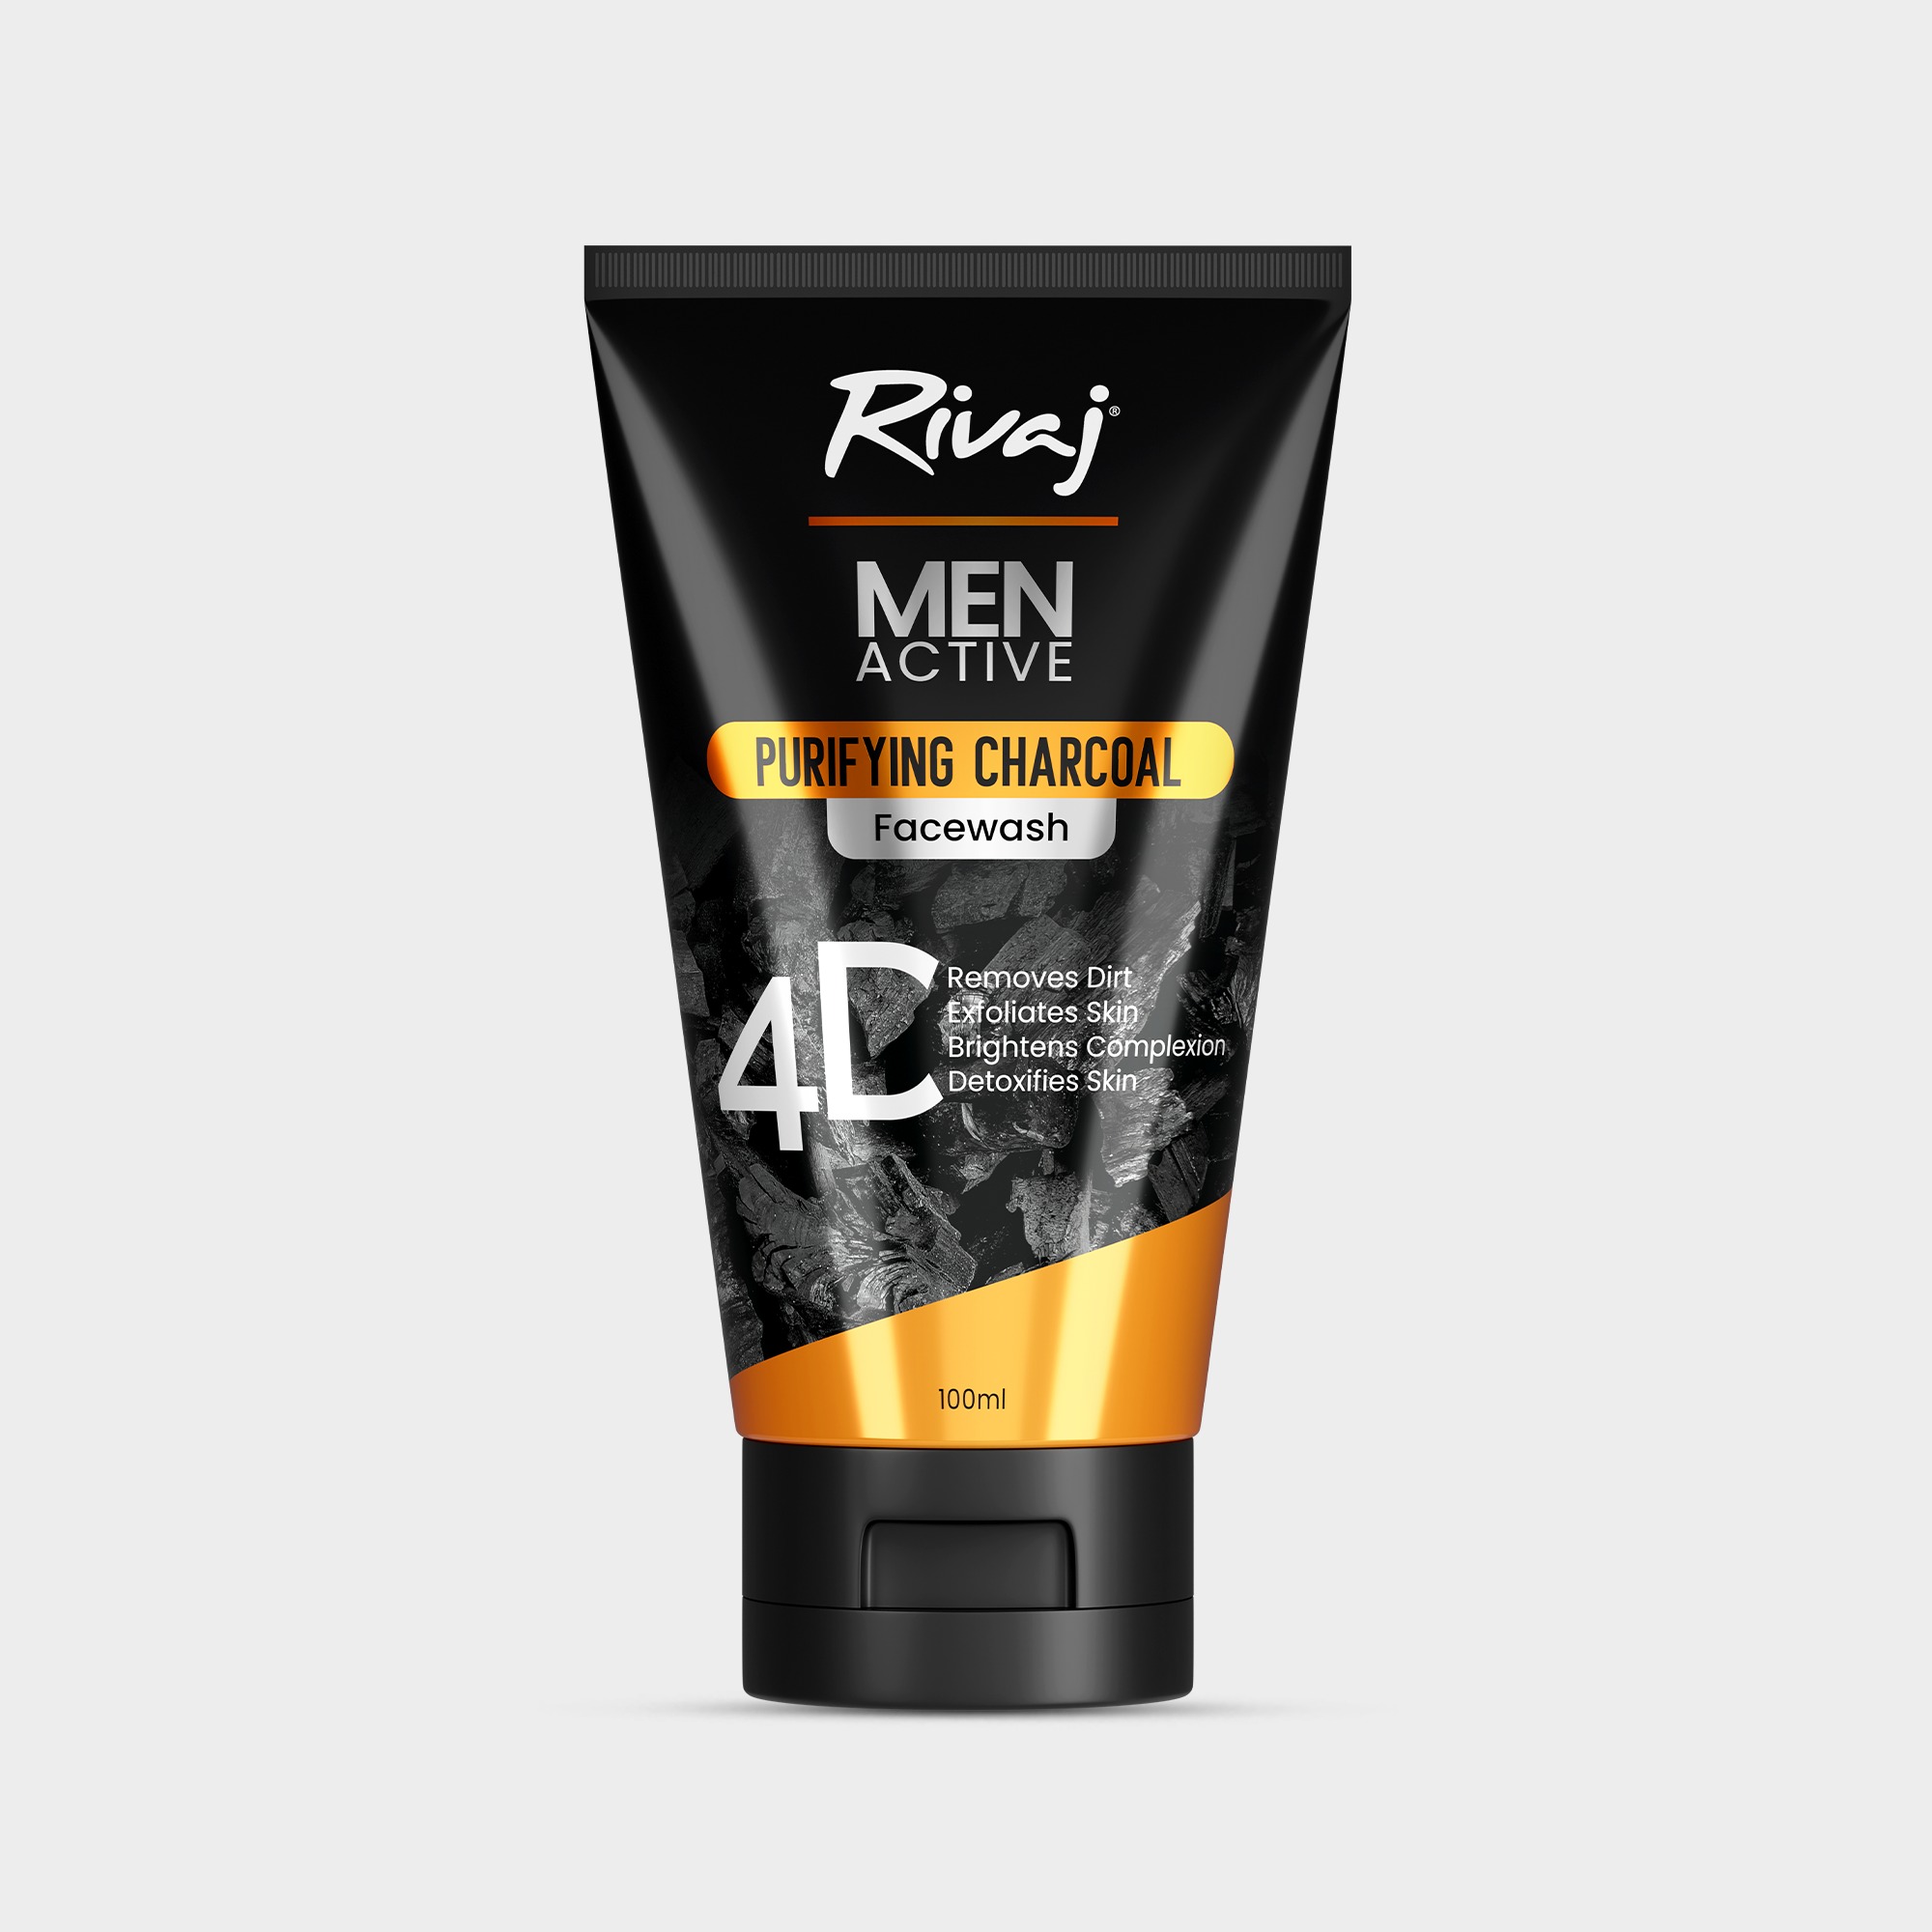 Rivaj®
MEN
ACTIVE
PURIFYING CHARCOAL
Facewash
4D
Removes Dirt
Exfoliates Skin
Brightens Complexion
Detoxifies Skin
100ml